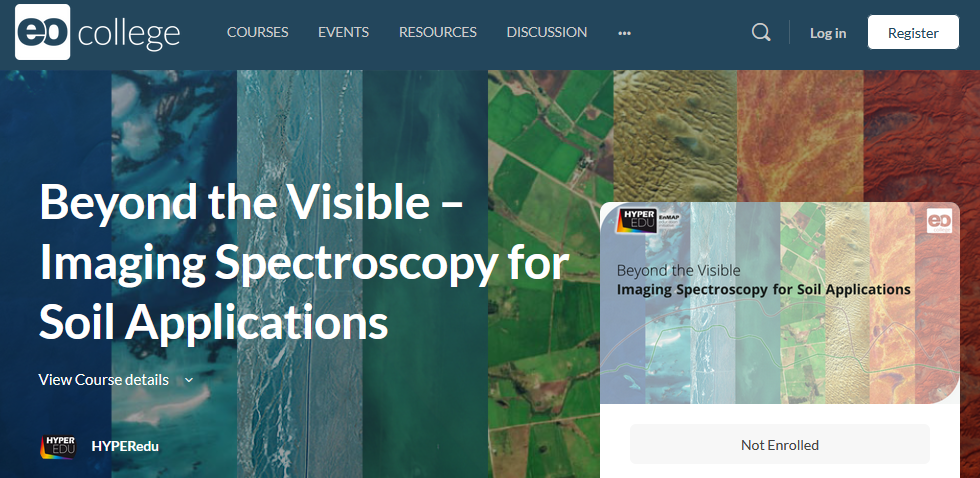 eo college
COURSES
EVENTS
RESOURCES
DISCUSSION
•••
Log in
Register
Beyond the Visible –
Imaging Spectroscopy for
Soil Applications
View Course details
HYPER
EDU
HYPERedu
HYPER
EDU
EnMAP
eo
Beyond the Visible
Imaging Spectroscopy for Soil Applications
Not Enrolled